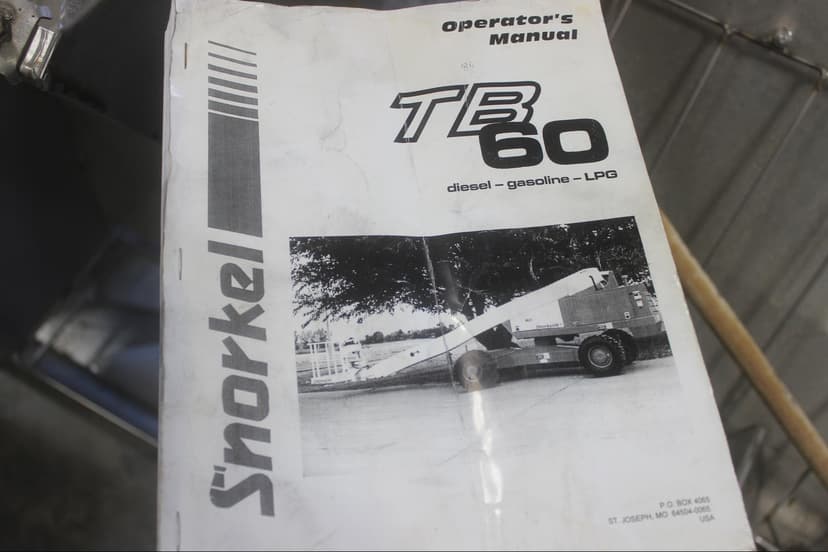 Operator's
Manual
TB
60
diesel – gasoline – LPG
Snorkel
P.O. BOX 4065
ST. JOSEPH, MO 64504-0065
USA